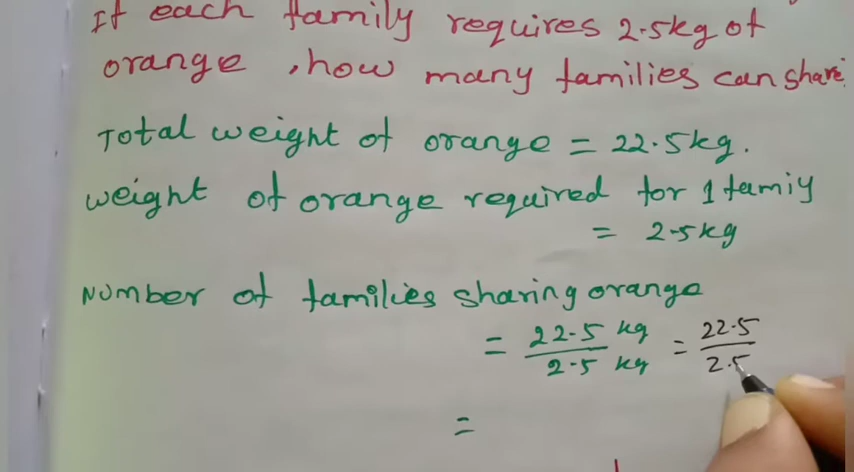 If each family requires 2.5kg of
orange, how many families can share
Total weight of orange = 22.5kg.
weight of orange required for 1 famiy
= 2.5kg
Number of families sharing orange
= 22.5 kg / 2.5 kg = 22.5 / 2.5
=